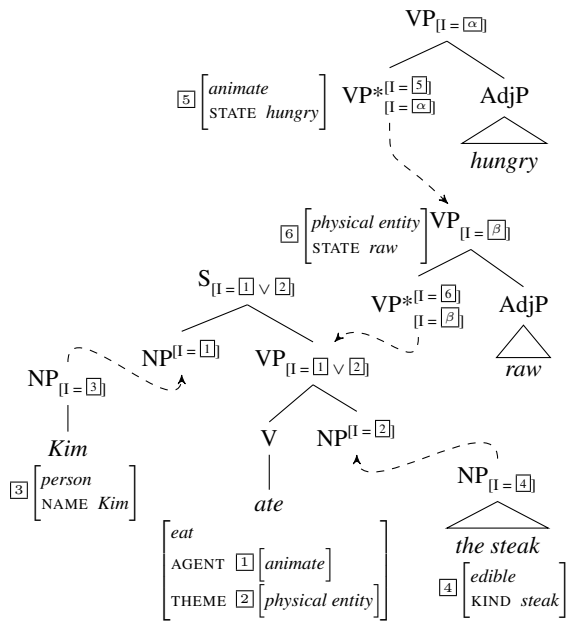 VP[I = α]
5 [animate
STATE hungry]
VP*[I = 5]
[I = α]
AdjP
hungry
6 [physical entity
STATE raw]
VP[I = β]
S[I = 1 ∨ 2]
VP*[I = 6]
[I = β]
AdjP
raw
NP[I = 3]
NP[I = 1]
VP[I = 1 ∨ 2]
Kim
3 [person
NAME Kim]
V
NP[I = 2]
ate
NP[I = 4]
the steak
[eat
AGENT 1 [animate]
THEME 2 [physical entity]]
4 [edible
KIND steak]